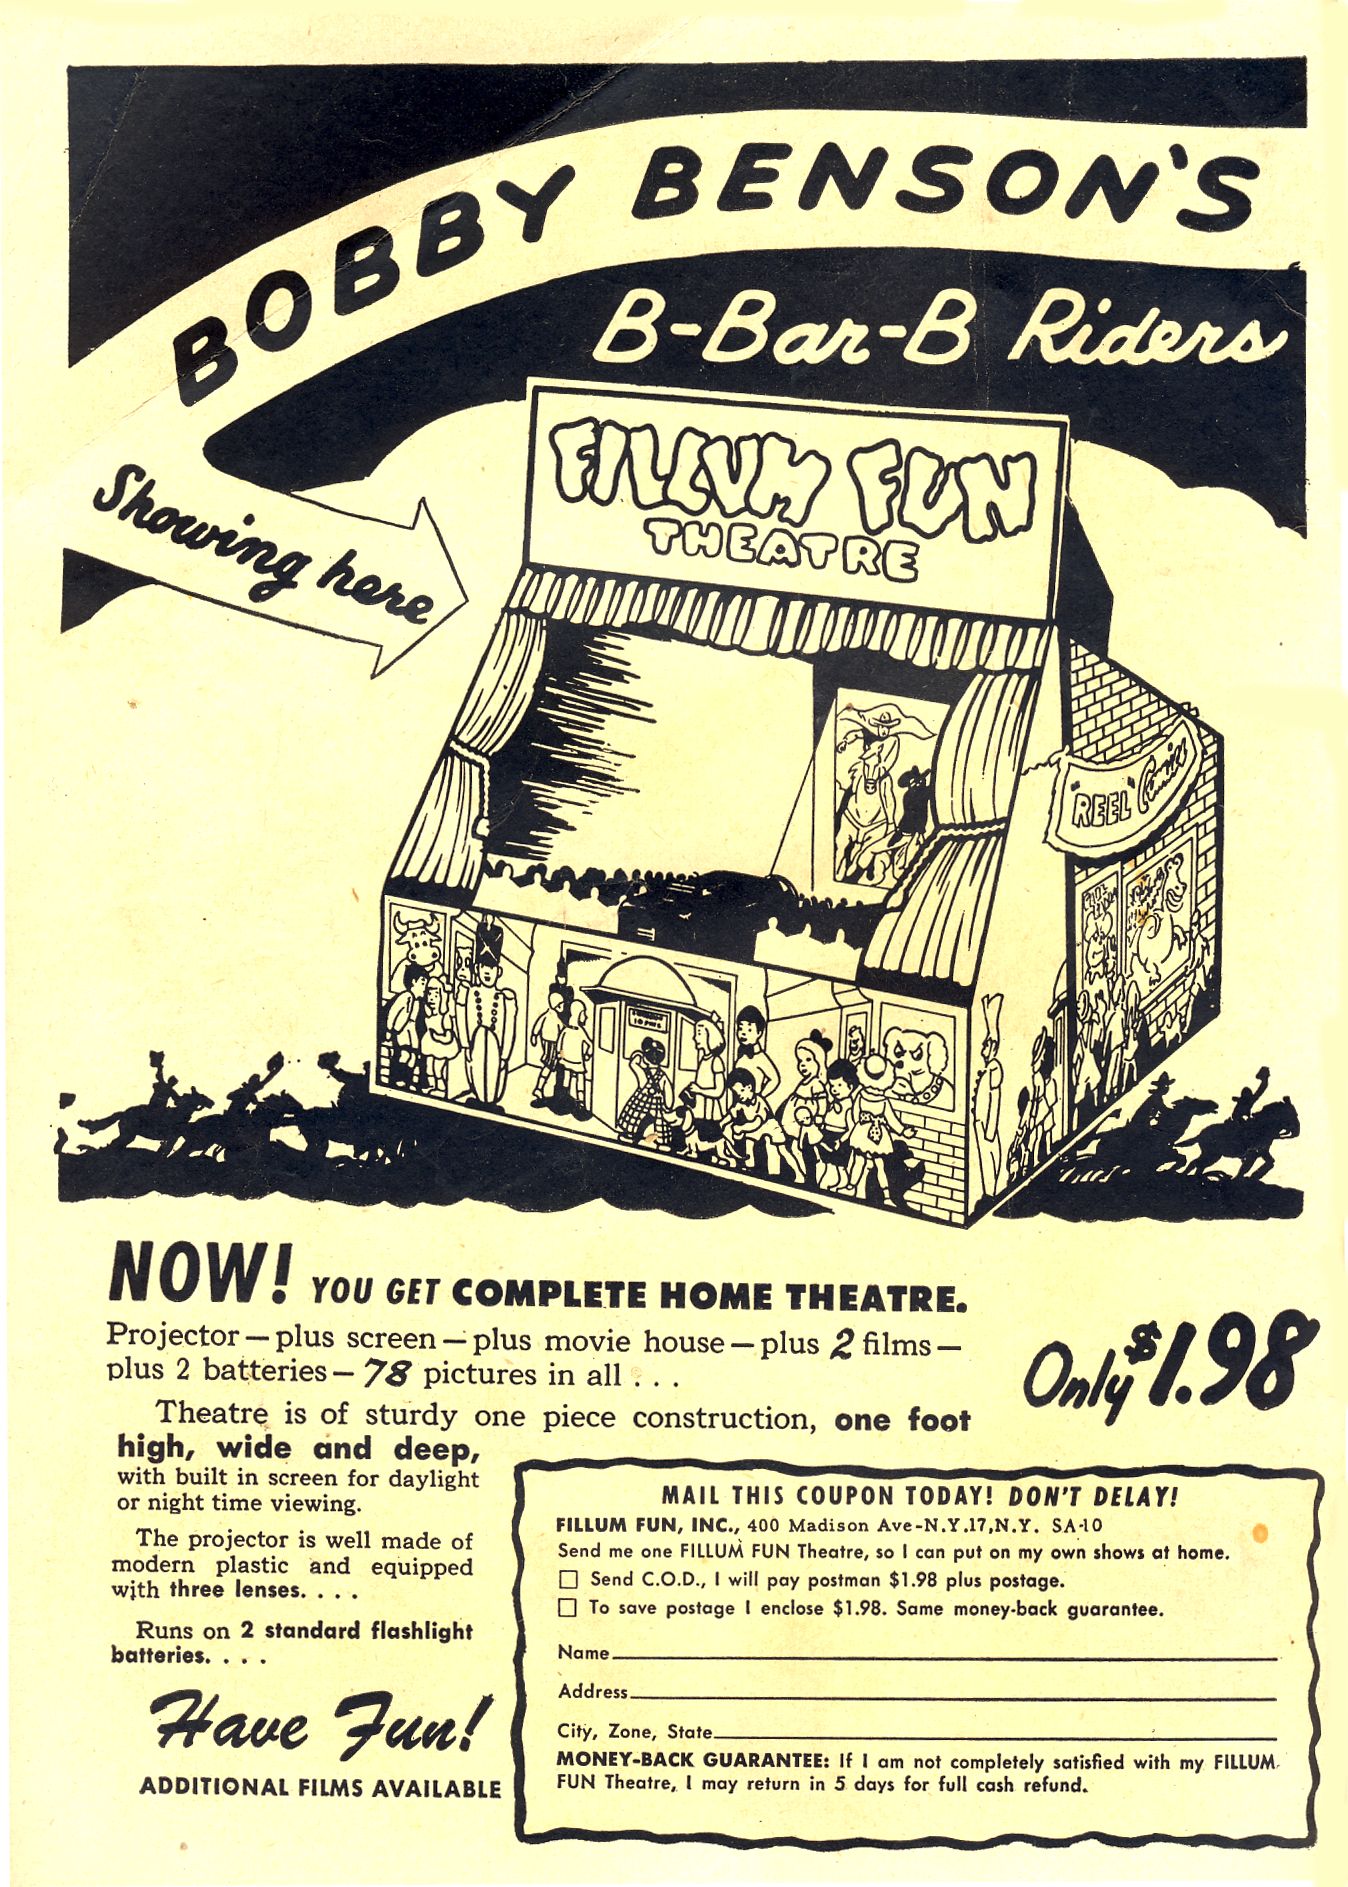 BOBBY BENSON'S
B-Bar-B Riders
Showing here
FILLUM FUN
THEATRE
"REEL" Comics
NOW! YOU GET COMPLETE HOME THEATRE.
Projector—plus screen—plus movie house—plus 2 films—
plus 2 batteries—78 pictures in all . . .
Only $1.98
Theatre is of sturdy one piece construction, one foot
high, wide and deep,
with built in screen for daylight
or night time viewing.
The projector is well made of
modern plastic and equipped
with three lenses. . . .
Runs on 2 standard flashlight
batteries. . . .
Have Fun!
ADDITIONAL FILMS AVAILABLE
MAIL THIS COUPON TODAY! DON'T DELAY!
FILLUM FUN, INC., 400 Madison Ave-N.Y.17,N.Y. SA-10
Send me one FILLUM FUN Theatre, so I can put on my own shows at home.
Send C.O.D., I will pay postman $1.98 plus postage.
To save postage I enclose $1.98. Same money-back guarantee.
Name
Address
City, Zone, State
MONEY-BACK GUARANTEE: If I am not completely satisfied with my FILLUM
FUN Theatre, I may return in 5 days for full cash refund.